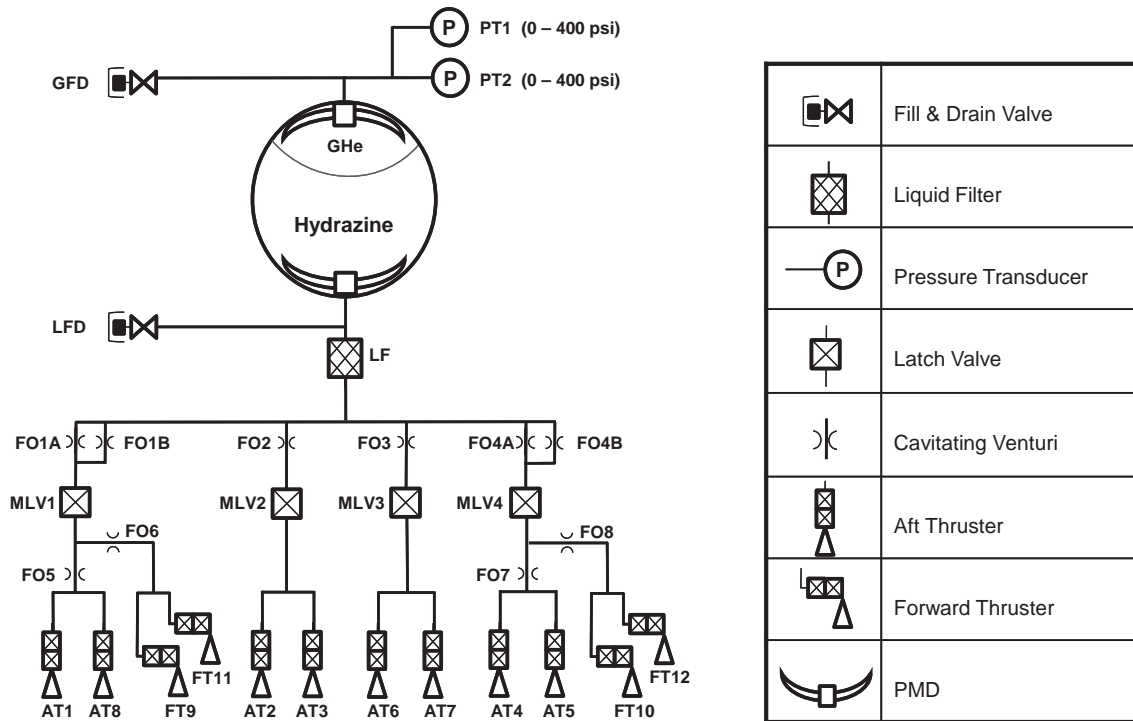 P PT1 (0 – 400 psi)
GFD P PT2 (0 – 400 psi)
GHe
Hydrazine
LFD
LF
FO1A FO1B FO2 FO3 FO4A FO4B
MLV1 MLV2 MLV3 MLV4
FO6 FO8
FO5 FO7
FT11 FT12
AT1 AT8 FT9 AT2 AT3 AT6 AT7 AT4 AT5 FT10
Fill & Drain Valve
Liquid Filter
P Pressure Transducer
Latch Valve
Cavitating Venturi
Aft Thruster
Forward Thruster
PMD